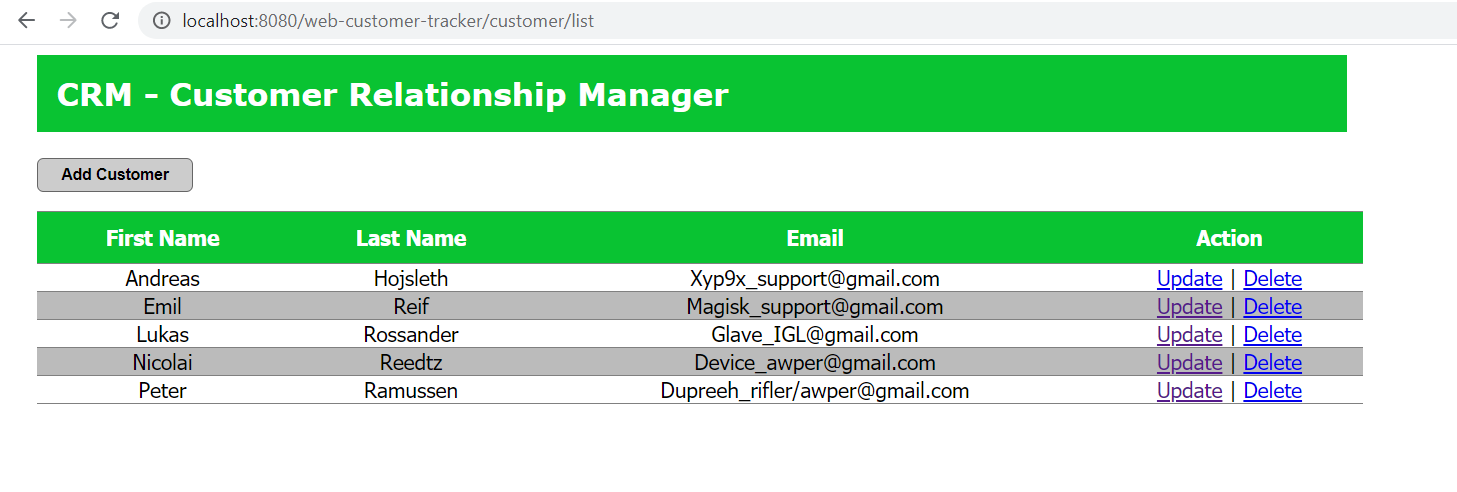 localhost:8080/web-customer-tracker/customer/list
CRM - Customer Relationship Manager
Add Customer
First Name Last Name Email Action
Andreas Hojsleth Xyp9x_support@gmail.com Update | Delete
Emil Reif Magisk_support@gmail.com Update | Delete
Lukas Rossander Glave_IGL@gmail.com Update | Delete
Nicolai Reedtz Device_awper@gmail.com Update | Delete
Peter Ramussen Dupreeh_rifler/awper@gmail.com Update | Delete